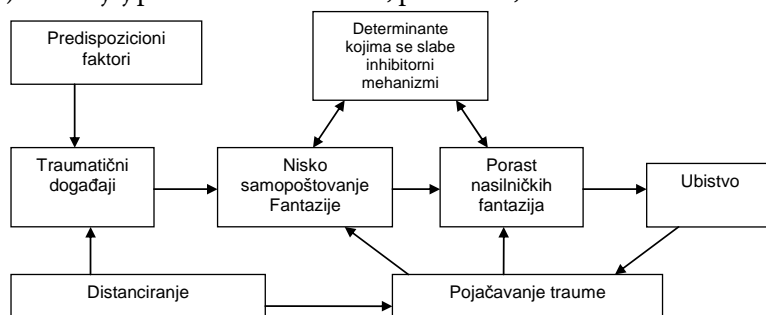 Predispozicioni
faktori
Determinante
kojima se slabe
inhibitorni
mehanizmi
Traumatični
događaji
Nisko
samopoštovanje
Fantazije
Porast
nasilničkih
fantazija
Ubistvo
Distanciranje
Pojačavanje traume